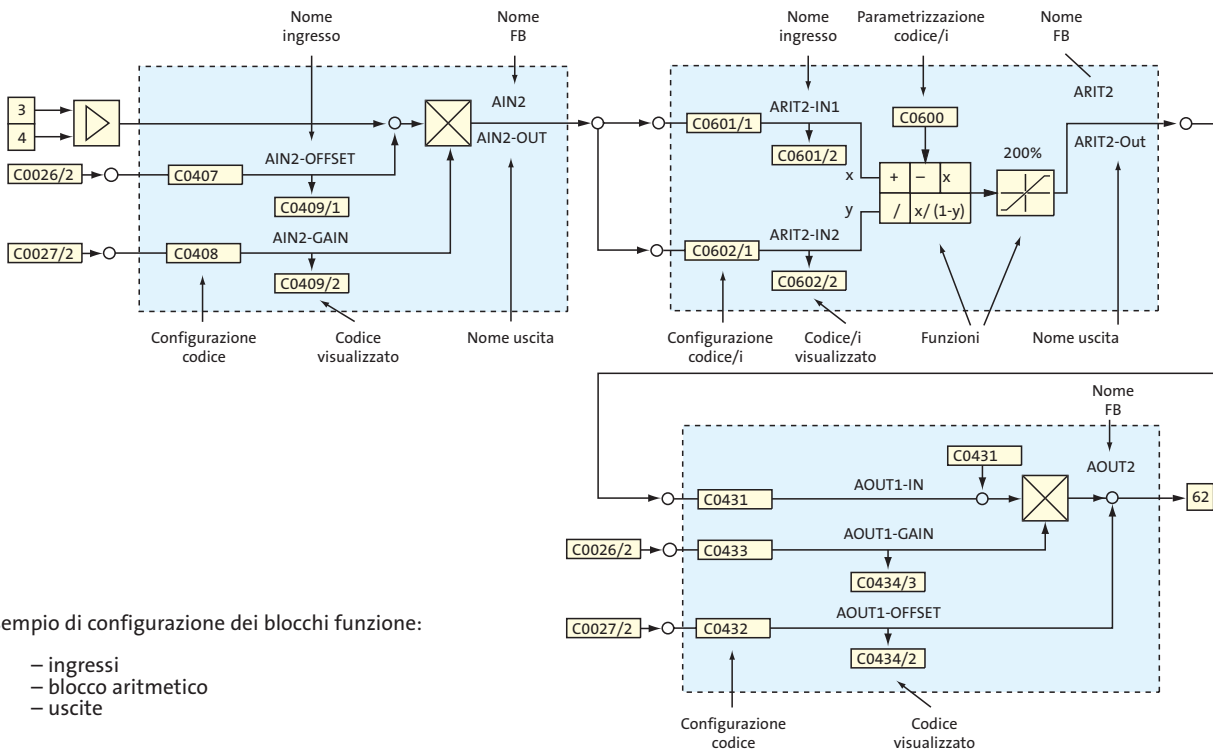 Nome
ingresso
Nome
FB
3
4
C0026/2
C0407
AIN2-OFFSET
C0409/1
AIN2
AIN2-OUT
C0027/2
C0408
AIN2-GAIN
C0409/2
Configurazione
codice
Codice
visualizzato
Nome uscita
Nome
ingresso
Parametrizzazione
codice/i
Nome
FB
ARIT2
C0601/1
ARIT2-IN1
C0601/2
C0600
x
y
+
–
x
/
x/ (1-y)
200%
ARIT2-Out
C0602/1
ARIT2-IN2
C0602/2
Configurazione
codice/i
Codice/i
visualizzato
Funzioni
Nome uscita
Nome
FB
AOUT2
C0431
C0431
AOUT1-IN
62
C0026/2
C0433
AOUT1-GAIN
C0434/3
C0027/2
C0432
AOUT1-OFFSET
C0434/2
Configurazione
codice
Codice
visualizzato
empio di configurazione dei blocchi funzione:
– ingressi
– blocco aritmetico
– uscite